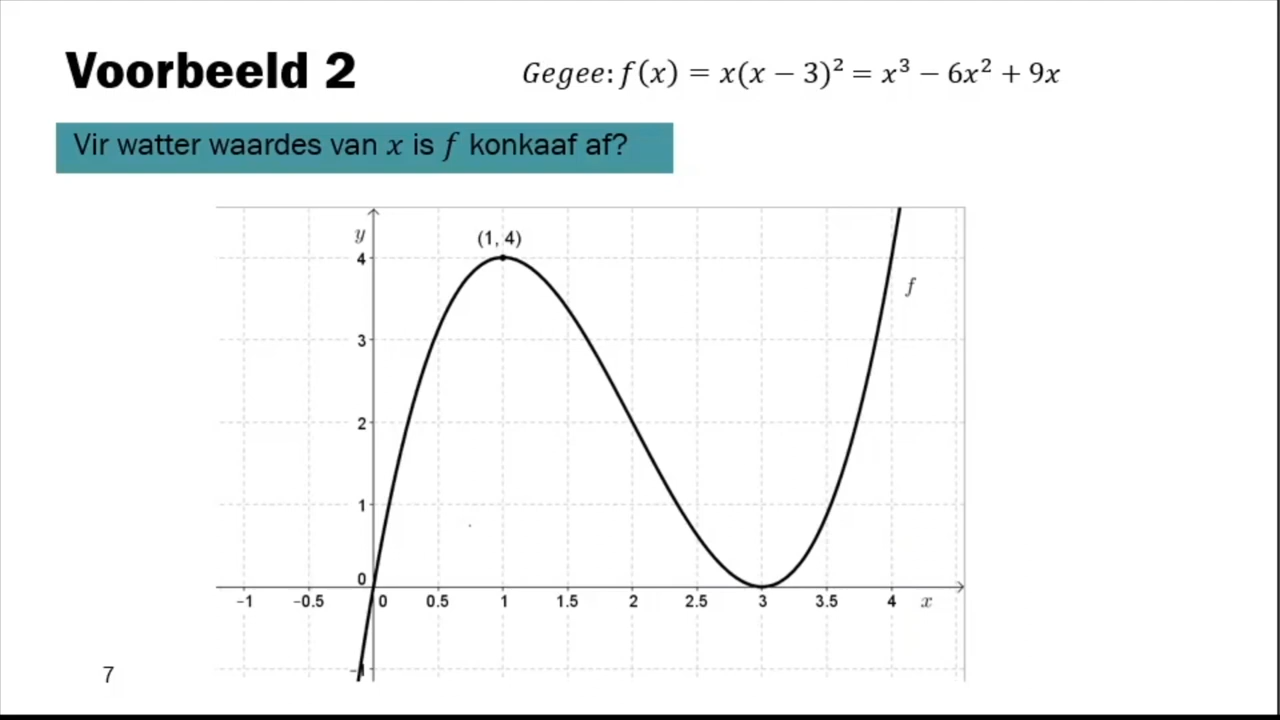 Voorbeeld 2
Gegee: f(x) = x(x − 3)² = x³ − 6x² + 9x
Vir watter waardes van x is f konkaaf af?
y
(1, 4)
4
f
3
2
1
0
−1 −0.5 0 0.5 1 1.5 2 2.5 3 3.5 4 x
−1
7